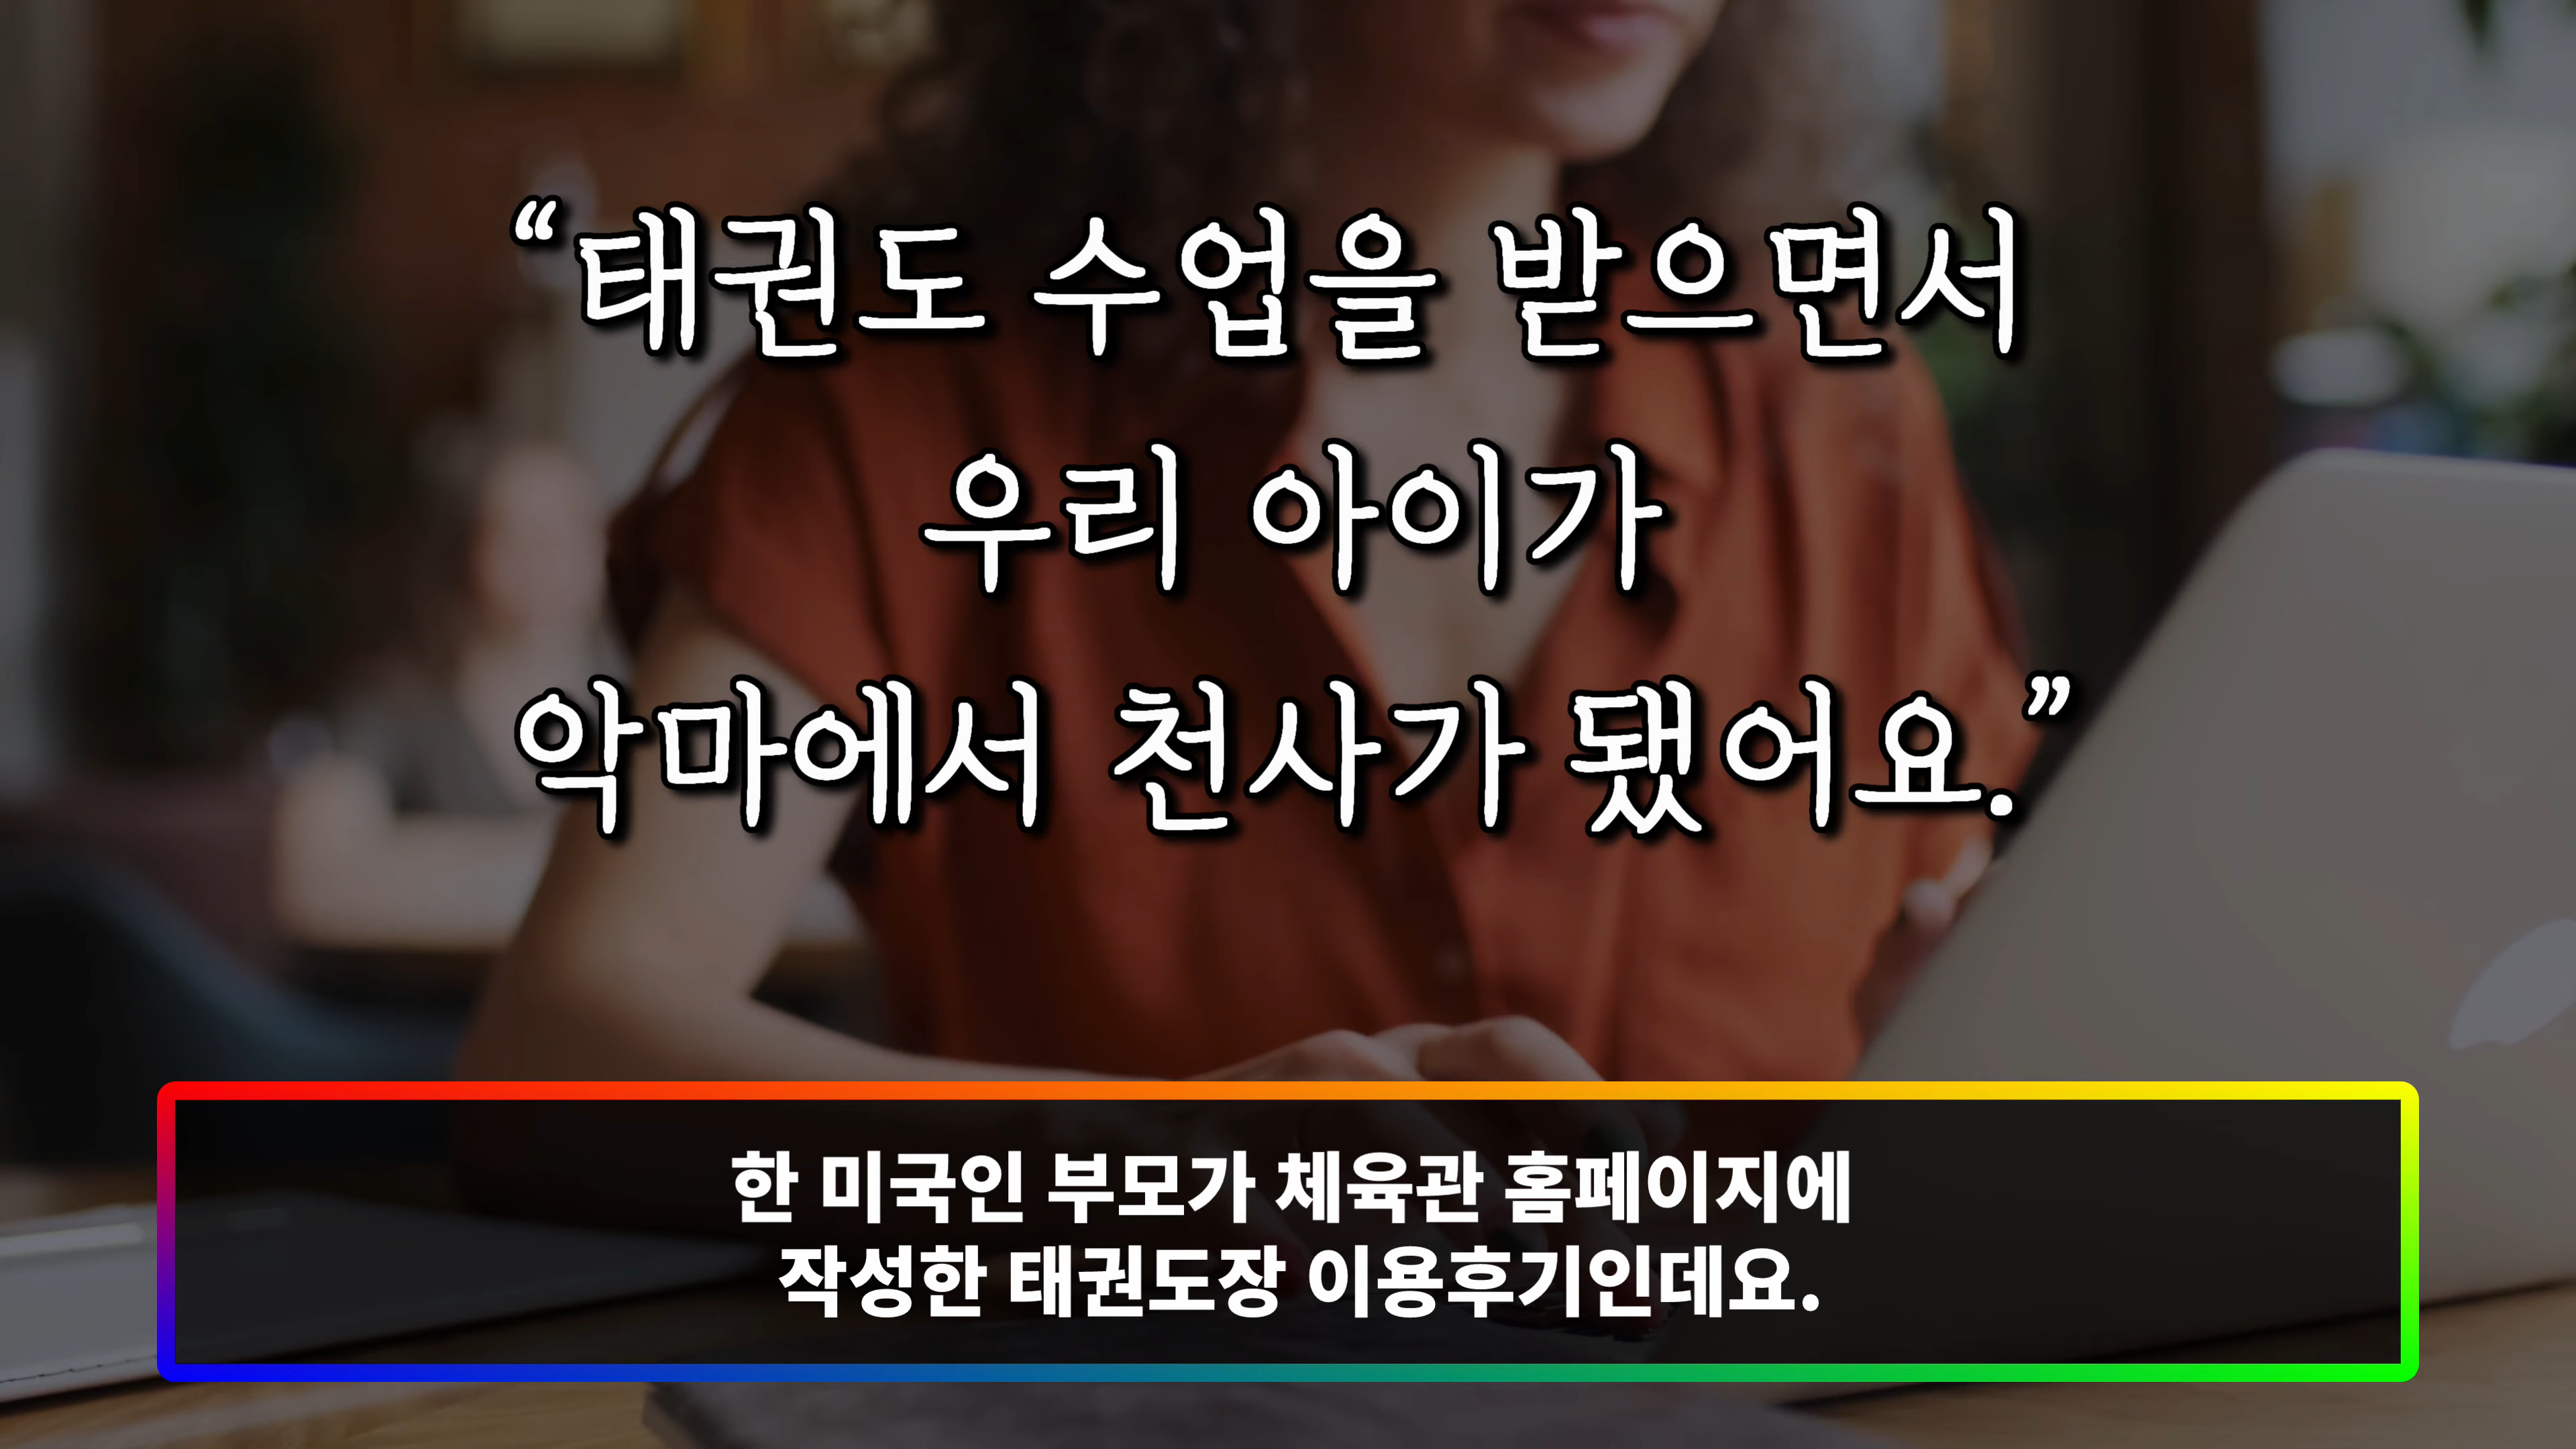 “태권도 수업을 받으면서
우리 아이가
악마에서 천사가 됐어요.”
한 미국인 부모가 체육관 홈페이지에
작성한 태권도장 이용후기인데요.